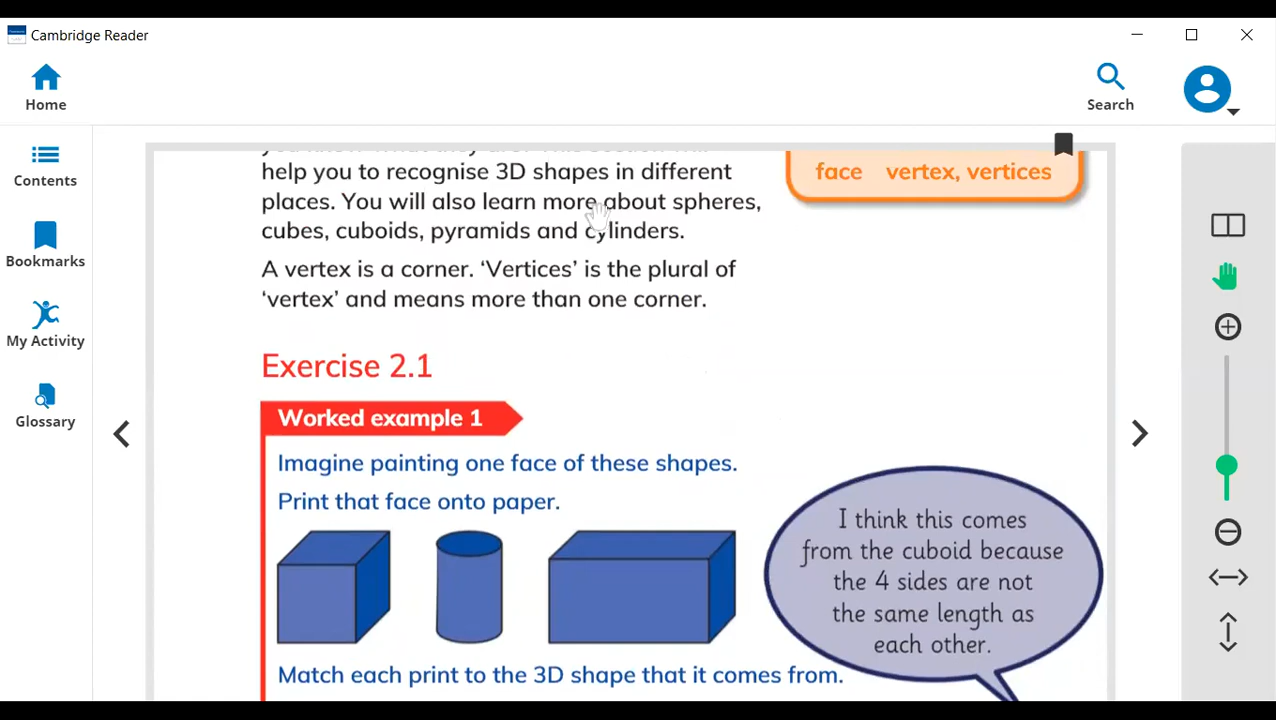 Cambridge Reader
Home
Search
Contents
Bookmarks
My Activity
Glossary
help you to recognise 3D shapes in different
places. You will also learn more about spheres,
cubes, cuboids, pyramids and cylinders.
A vertex is a corner. ‘Vertices’ is the plural of
‘vertex’ and means more than one corner.
face vertex, vertices
Exercise 2.1
Worked example 1
Imagine painting one face of these shapes.
Print that face onto paper.
I think this comes
from the cuboid because
the 4 sides are not
the same length as
each other.
Match each print to the 3D shape that it comes from.